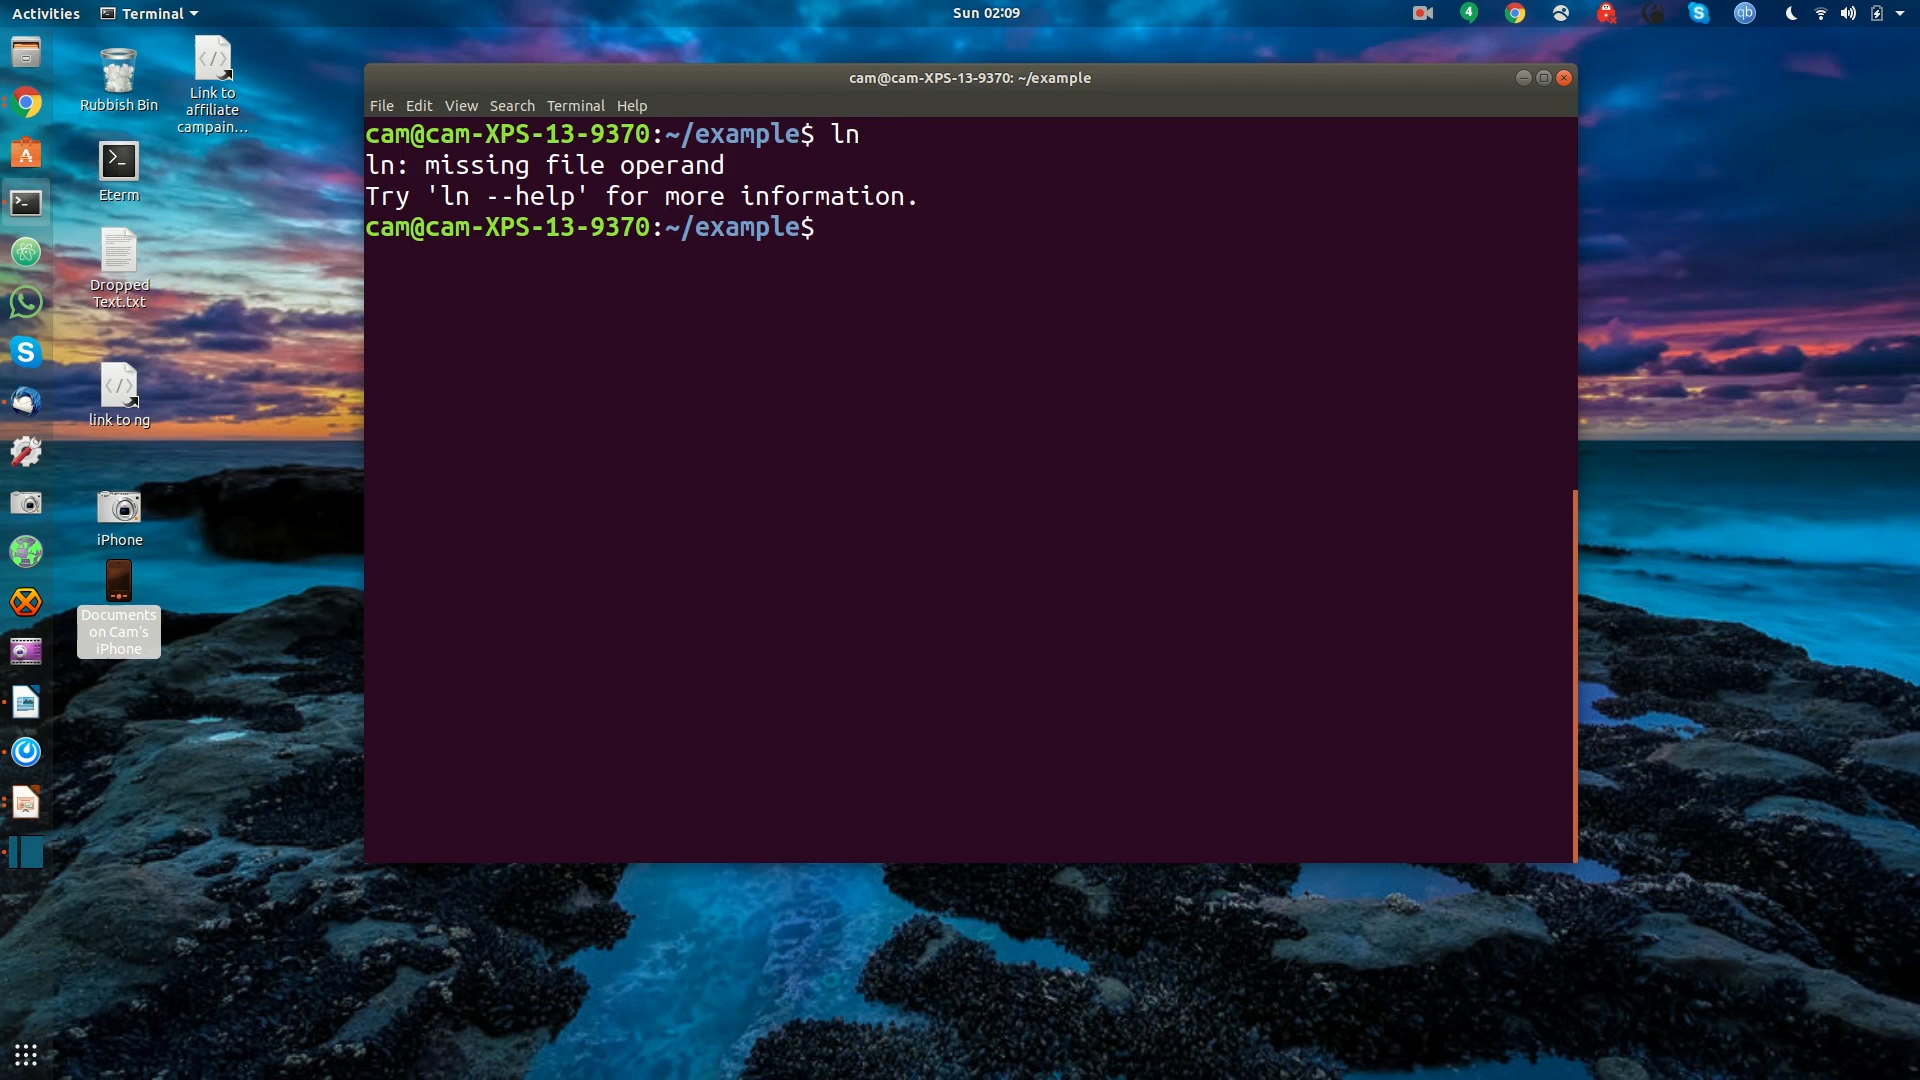 Activities Terminal Sun 02:09 4 qb
Rubbish Bin
Link to
affiliate
campain...
Eterm
Dropped
Text.txt
link to ng
iPhone
Documents
on Cam's
iPhone
cam@cam-XPS-13-9370: ~/example
File Edit View Search Terminal Help
cam@cam-XPS-13-9370:~/example$ ln
ln: missing file operand
Try 'ln --help' for more information.
cam@cam-XPS-13-9370:~/example$